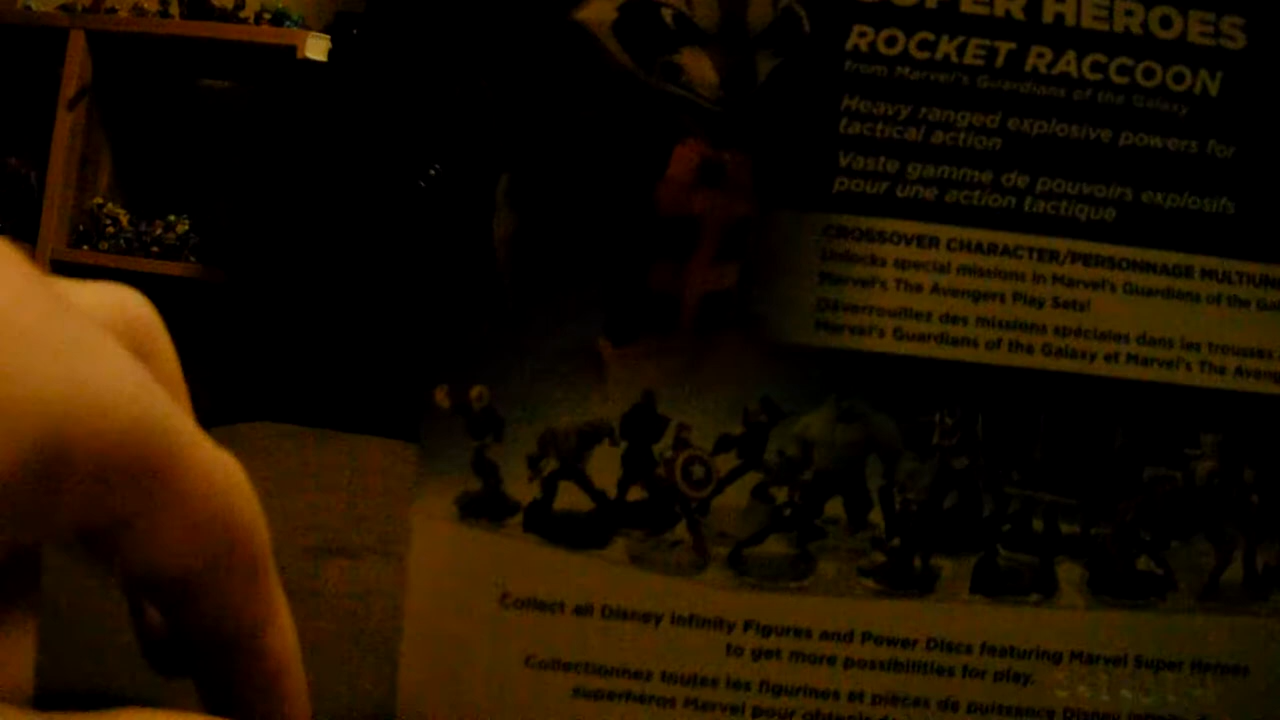 SUPER HEROES
ROCKET RACCOON
from Marvel's Guardians of the Galaxy
Heavy ranged explosive powers for
tactical action
Vaste gamme de pouvoirs explosifs
pour une action tactique
CROSSOVER CHARACTER/PERSONNAGE
Unlocks special missions in Marvel's Guardians of the
Marvel's The Avengers Play Sets!
Déverrouillez des missions spéciales dans les trousses
Marvel's Guardians of the Galaxy et Marvel's The
Collect all Disney Infinity Figures and Power Discs featuring Marvel Super Heroes
to get more possibilities for play.
Collectionnez toutes les figurines et pièces de puissance Disney
superhéros Marvel pour